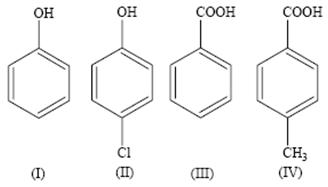 OH OH COOH COOH
Cl CH₃
(I) (II) (III) (IV)